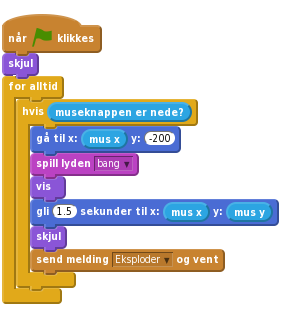 når klikkes
skjul
for alltid
hvis museknappen er nede?
gå til x: mus x y: -200
spill lyden bang
vis
gli 1.5 sekunder til x: mus x y: mus y
skjul
send melding Eksploder og vent